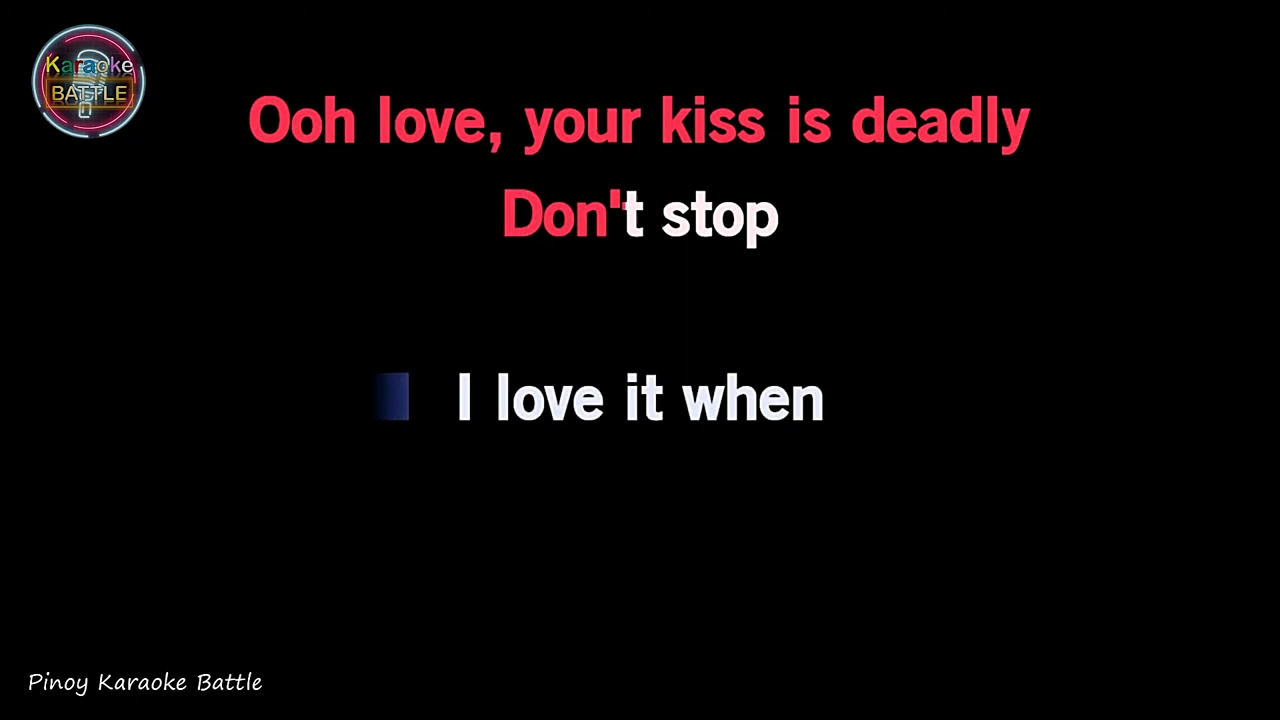 Karaoke
BATTLE
Ooh love, your kiss is deadly
Don't stop
I love it when
Pinoy Karaoke Battle